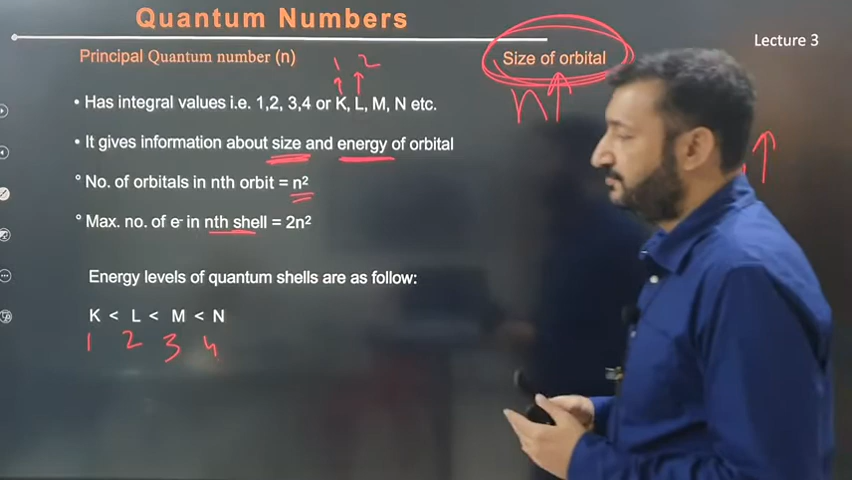 Quantum Numbers
Lecture 3
Principal Quantum number (n)
Size of orbital
1 2
n↑
• Has integral values i.e. 1,2, 3,4 or K, L, M, N etc.
• It gives information about size and energy of orbital
° No. of orbitals in nth orbit = n²
° Max. no. of e- in nth shell = 2n²
Energy levels of quantum shells are as follow:
K < L < M < N
1 2 3 4